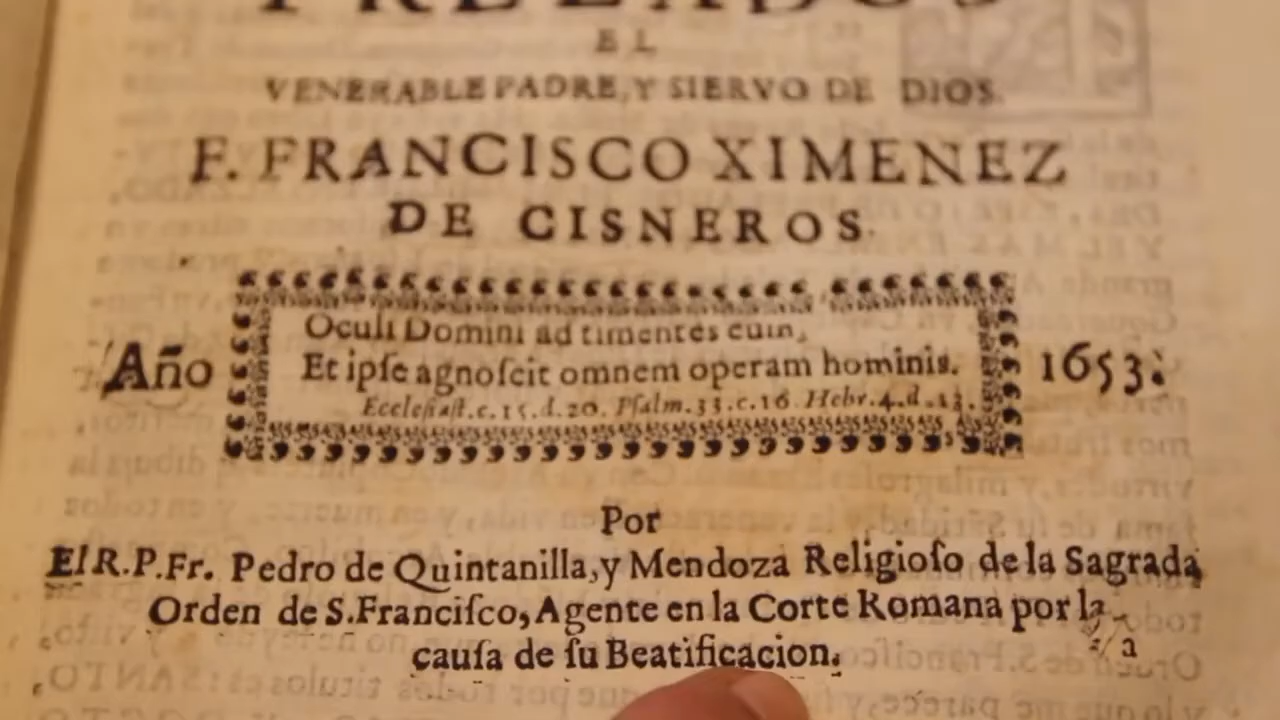 PRELADOS
EL
VENERABLE PADRE, Y SIERVO DE DIOS.
F. FRANCISCO XIMENEZ
DE CISNEROS.
Oculi Domini ad timentes eum,
Et ipſe agnoſcit omnem operam hominis.
Eccleſiaſt.c.15.d.20. Pſalm.33.c.16. Hebr.4.d.13.
Año 1653.
Por
El R.P.Fr. Pedro de Quintanilla, y Mendoza Religioſo de la Sagrada
Orden de S. Franciſco, Agente en la Corte Romana por la
cauſa de ſu Beatificacion.